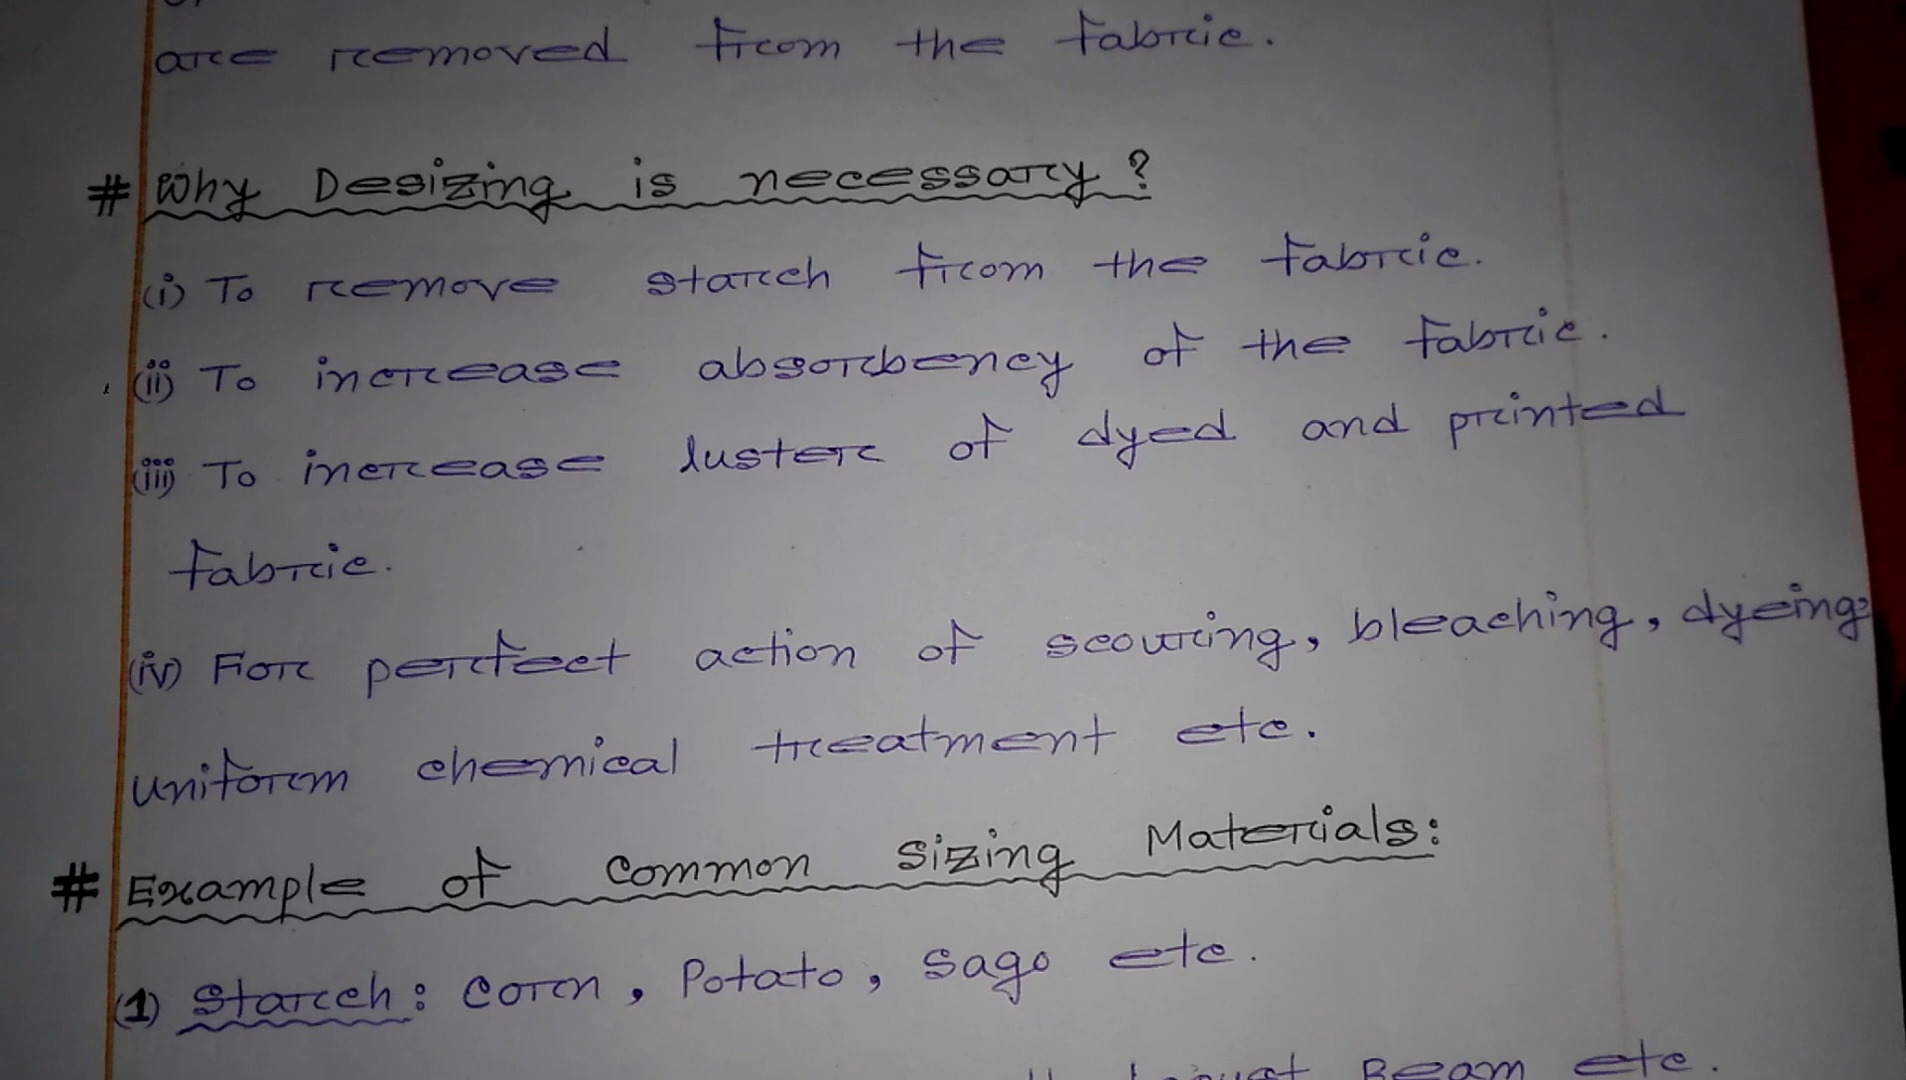 are removed from the fabric.
# Why Desizing is necessary?
(i) To remove starch from the fabric.
(ii) To increase absorbency of the fabric.
(iii) To increase luster of dyed and printed
fabric.
(iv) For perfect action of scouring, bleaching, dyeing,
uniform chemical treatment etc.
# Example of Common Sizing Materials:
(1) Starch: Corn, Potato, Sago etc.
Beam etc.